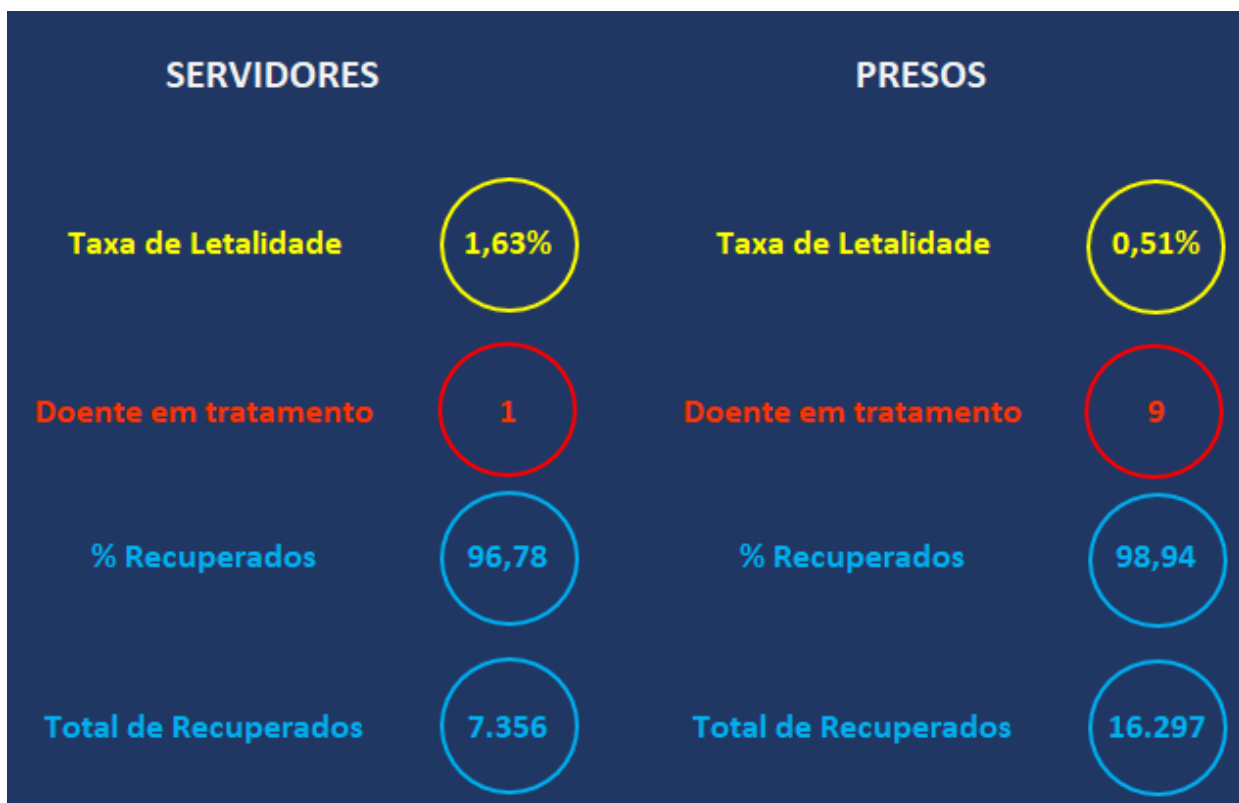 SERVIDORES
PRESOS
Taxa de Letalidade
1,63%
Taxa de Letalidade
0,51%
Doente em tratamento
1
Doente em tratamento
9
% Recuperados
96,78
% Recuperados
98,94
Total de Recuperados
7.356
Total de Recuperados
16.297